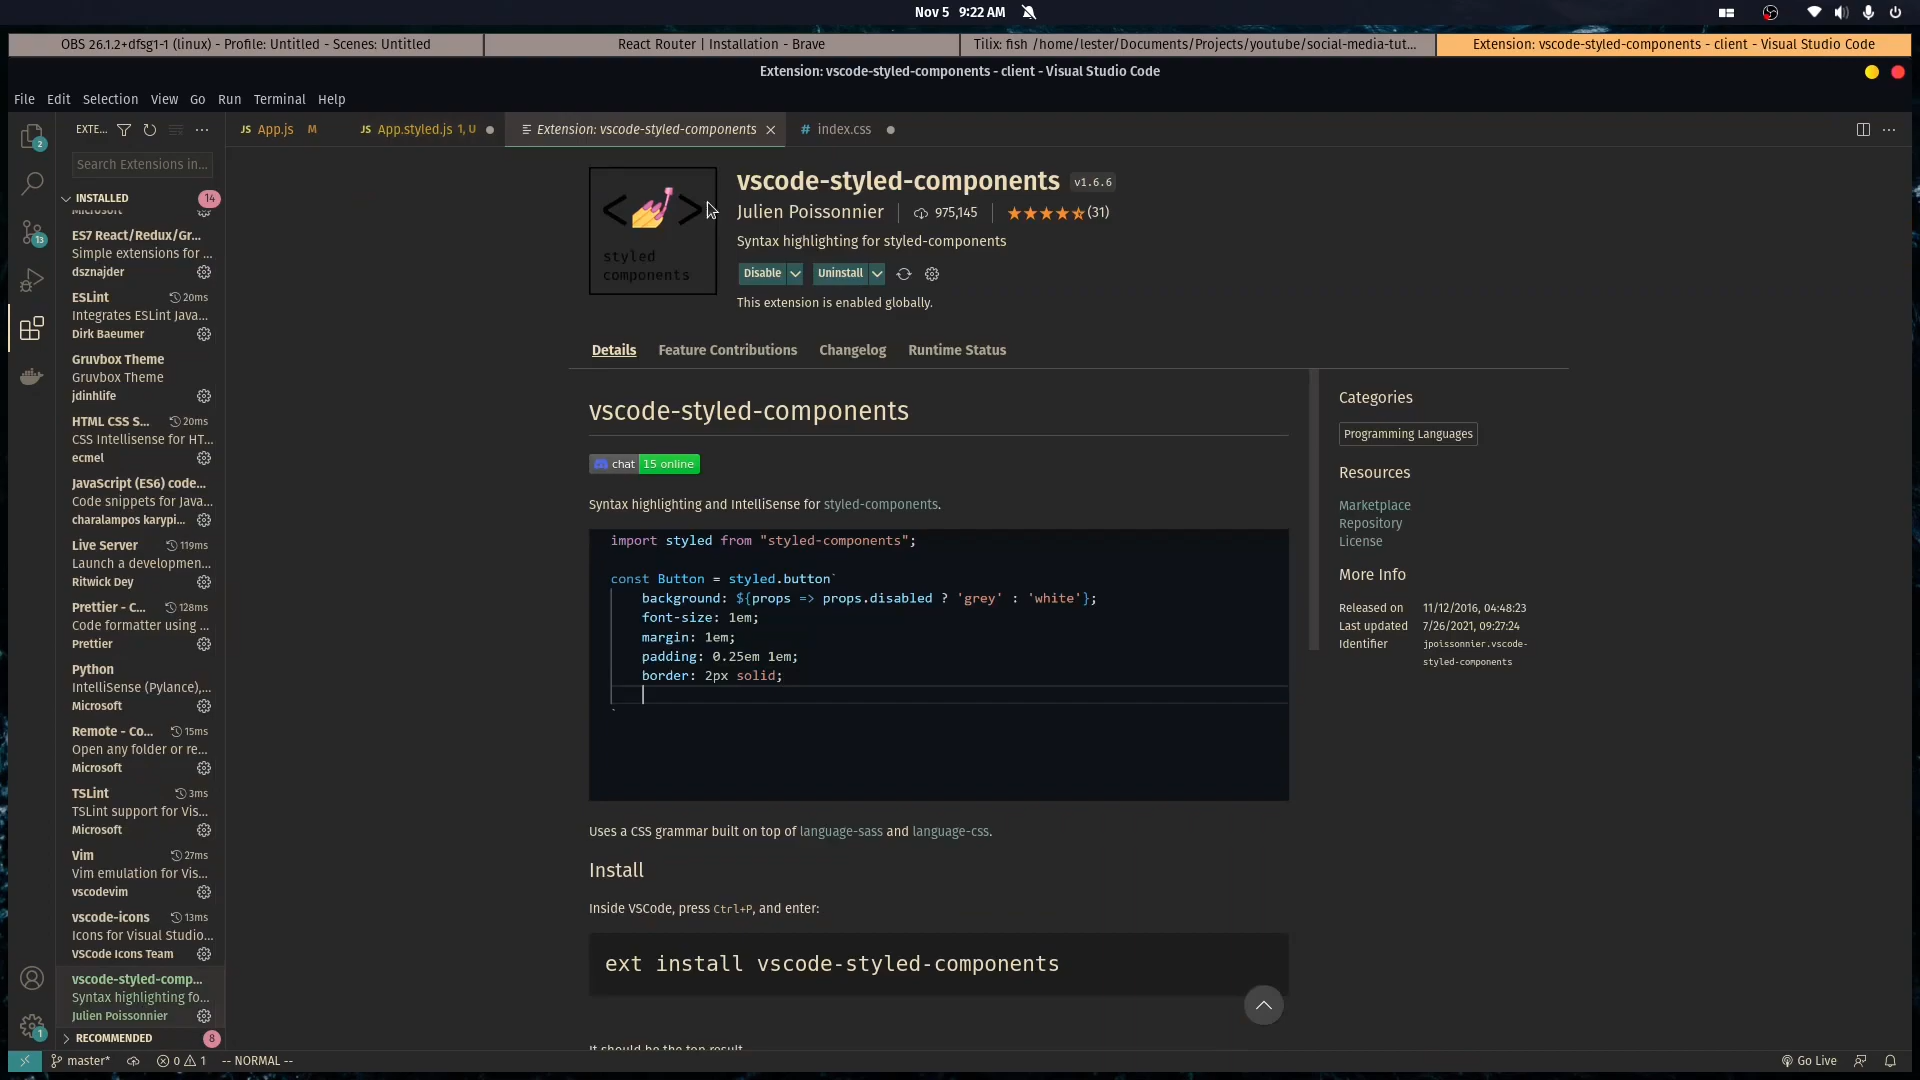 Nov 5 9:22 AM
OBS 26.1.2+dfsg1-1 (linux) - Profile: Untitled - Scenes: Untitled
React Router | Installation - Brave
Tilix: fish /home/lester/Documents/Projects/youtube/social-media-tut...
Extension: vscode-styled-components - client - Visual Studio Code
Extension: vscode-styled-components - client - Visual Studio Code
File Edit Selection View Go Run Terminal Help
EXTE...
JS App.js M
JS App.styled.js 1, U
Extension: vscode-styled-components
# index.css
2
Search Extensions in...
INSTALLED 14
Microsoft
ES7 React/Redux/Gr...
Simple extensions for ...
dsznajder
13
ESLint 20ms
Integrates ESLint Java...
Dirk Baeumer
Gruvbox Theme
Gruvbox Theme
jdinhlife
HTML CSS S... 20ms
CSS Intellisense for HT...
ecmel
JavaScript (ES6) code...
Code snippets for Java...
charalampos karypi...
Live Server 119ms
Launch a developmen...
Ritwick Dey
Prettier - C... 128ms
Code formatter using ...
Prettier
Python
IntelliSense (Pylance),...
Microsoft
Remote - Co... 15ms
Open any folder or re...
Microsoft
TSLint 3ms
TSLint support for Vis...
Microsoft
Vim 27ms
Vim emulation for Vis...
vscodevim
vscode-icons 13ms
Icons for Visual Studio...
VSCode Icons Team
vscode-styled-comp...
Syntax highlighting fo...
Julien Poissonnier
1
RECOMMENDED 8
< >
styled
components
vscode-styled-components v1.6.6
Julien Poissonnier 975,145 (31)
Syntax highlighting for styled-components
Disable Uninstall
This extension is enabled globally.
Details Feature Contributions Changelog Runtime Status
vscode-styled-components
chat 15 online
Syntax highlighting and IntelliSense for styled-components.
import styled from "styled-components";
const Button = styled.button`
background: ${props => props.disabled ? 'grey' : 'white'};
font-size: 1em;
margin: 1em;
padding: 0.25em 1em;
border: 2px solid;
`
Uses a CSS grammar built on top of language-sass and language-css.
Install
Inside VSCode, press Ctrl+P, and enter:
ext install vscode-styled-components
It should be the top result
Categories
Programming Languages
Resources
Marketplace
Repository
License
More Info
Released on 11/12/2016, 04:48:23
Last updated 7/26/2021, 09:27:24
Identifier jpoissonnier.vscode-
styled-components
master* 0 1 -- NORMAL -- Go Live